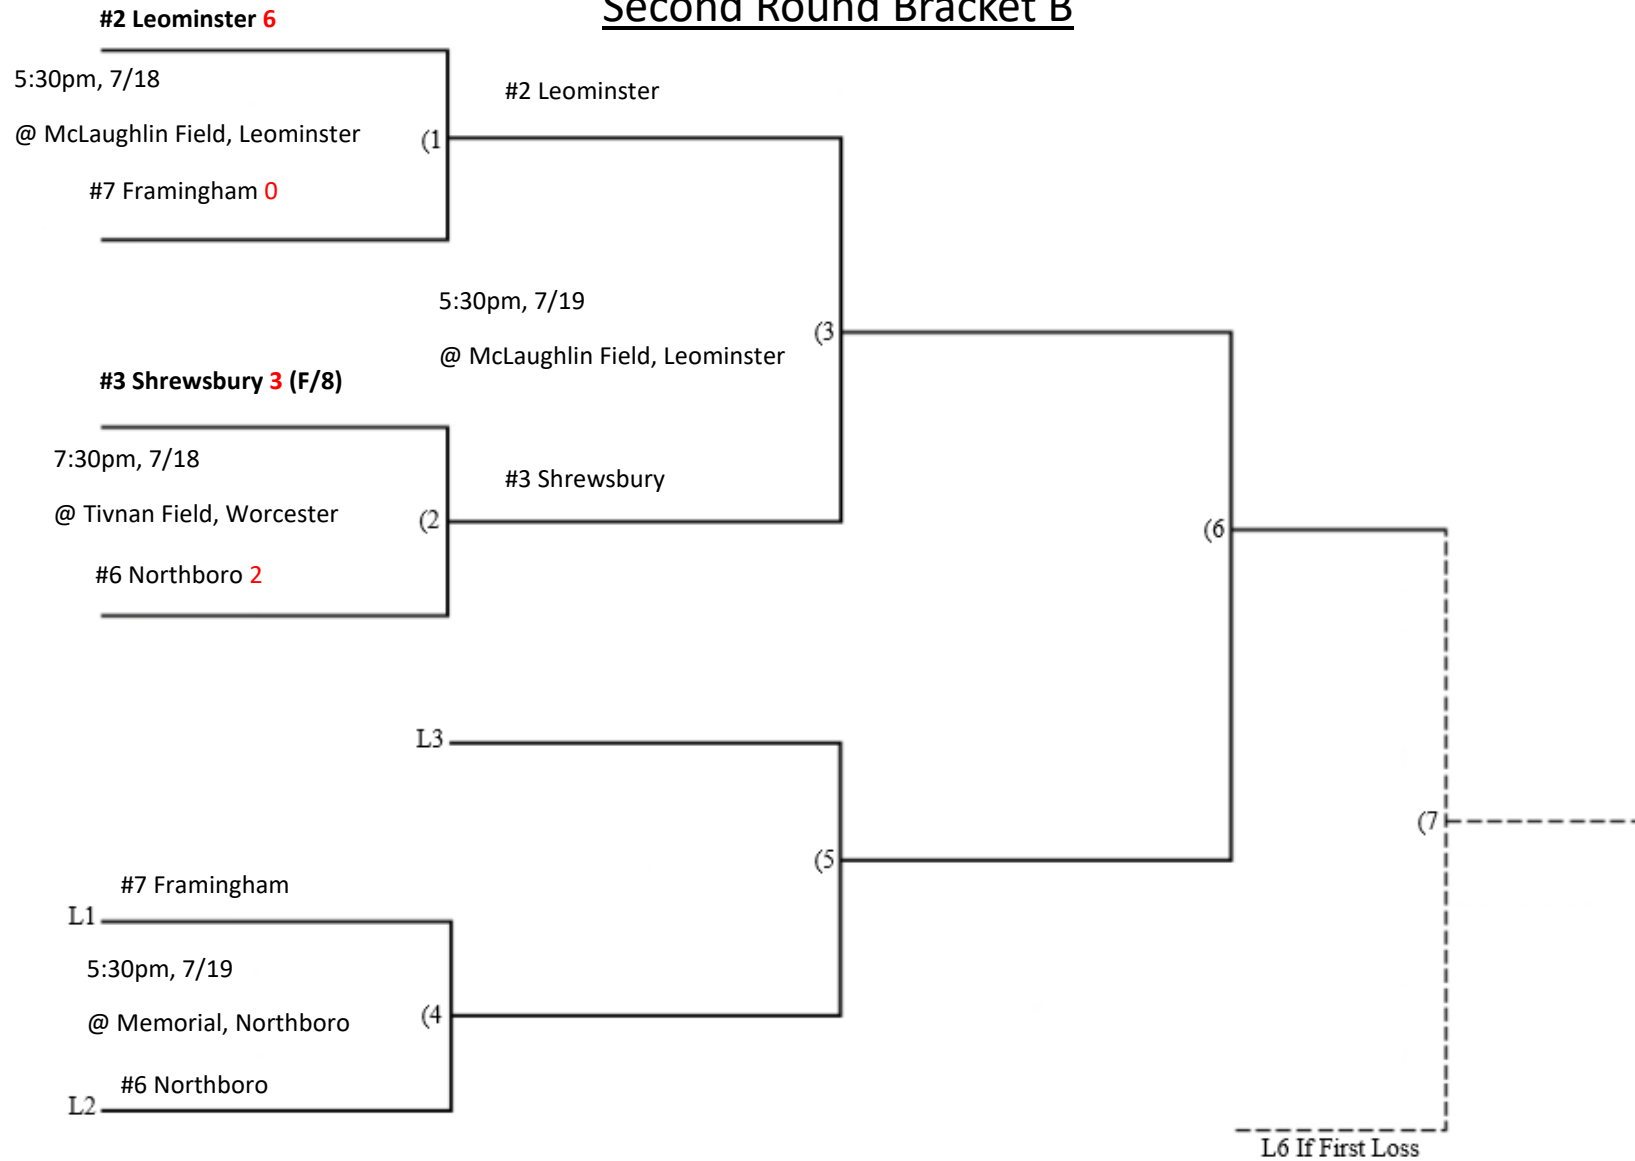 Second Round Bracket B
#2 Leominster 6
5:30pm, 7/18
@ McLaughlin Field, Leominster
(1
#7 Framingham 0
#2 Leominster
5:30pm, 7/19
@ McLaughlin Field, Leominster
(3
#3 Shrewsbury 3 (F/8)
7:30pm, 7/18
@ Tivnan Field, Worcester
(2
#6 Northboro 2
#3 Shrewsbury
(6
L3
(5
(7
#7 Framingham
L1
5:30pm, 7/19
@ Memorial, Northboro
(4
#6 Northboro
L2
L6 If First Loss